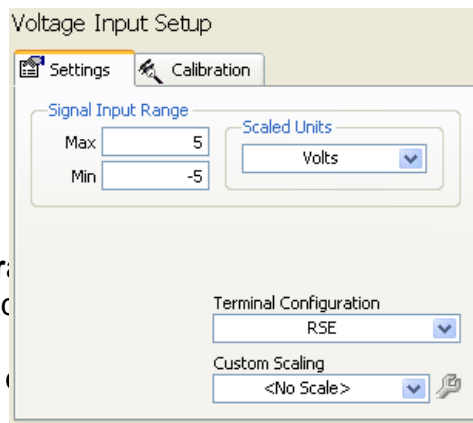 Voltage Input Setup
Settings Calibration
Signal Input Range
Scaled Units
Max 5
Volts
Min -5
Terminal Configuration
RSE
Custom Scaling
<No Scale>